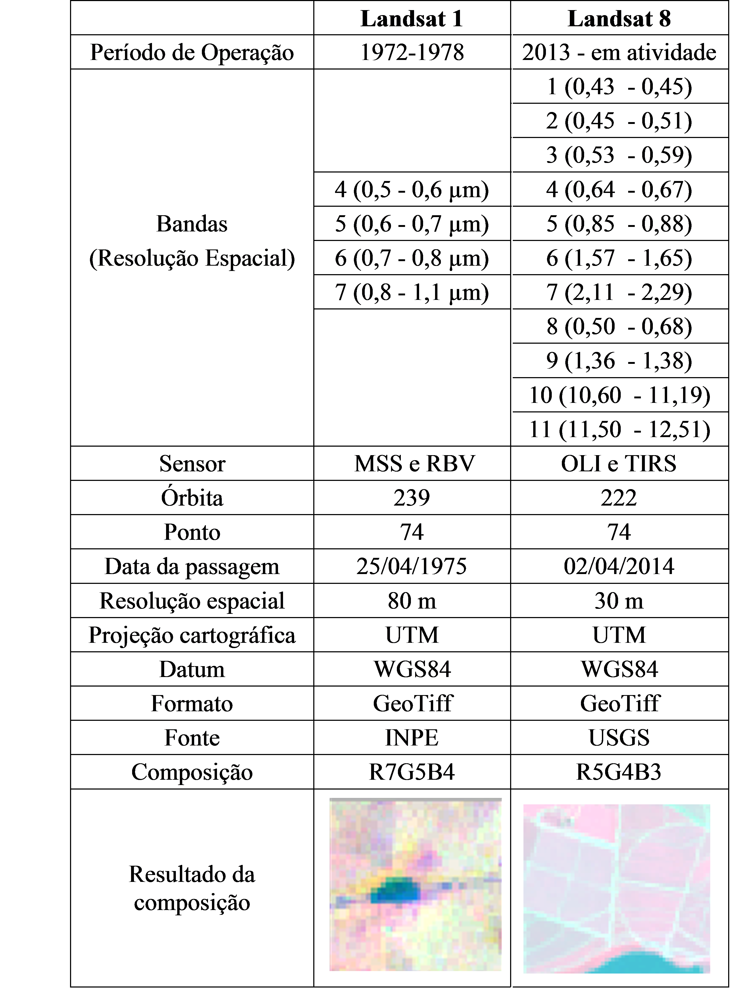 Landsat 1 Landsat 8
Período de Operação 1972-1978 2013 - em atividade
1 (0,43 - 0,45)
2 (0,45 - 0,51)
3 (0,53 - 0,59)
4 (0,5 - 0,6 µm) 4 (0,64 - 0,67)
Bandas 5 (0,6 - 0,7 µm) 5 (0,85 - 0,88)
(Resolução Espacial) 6 (0,7 - 0,8 µm) 6 (1,57 - 1,65)
7 (0,8 - 1,1 µm) 7 (2,11 - 2,29)
8 (0,50 - 0,68)
9 (1,36 - 1,38)
10 (10,60 - 11,19)
11 (11,50 - 12,51)
Sensor MSS e RBV OLI e TIRS
Órbita 239 222
Ponto 74 74
Data da passagem 25/04/1975 02/04/2014
Resolução espacial 80 m 30 m
Projeção cartográfica UTM UTM
Datum WGS84 WGS84
Formato GeoTiff GeoTiff
Fonte INPE USGS
Composição R7G5B4 R5G4B3
Resultado da
composição